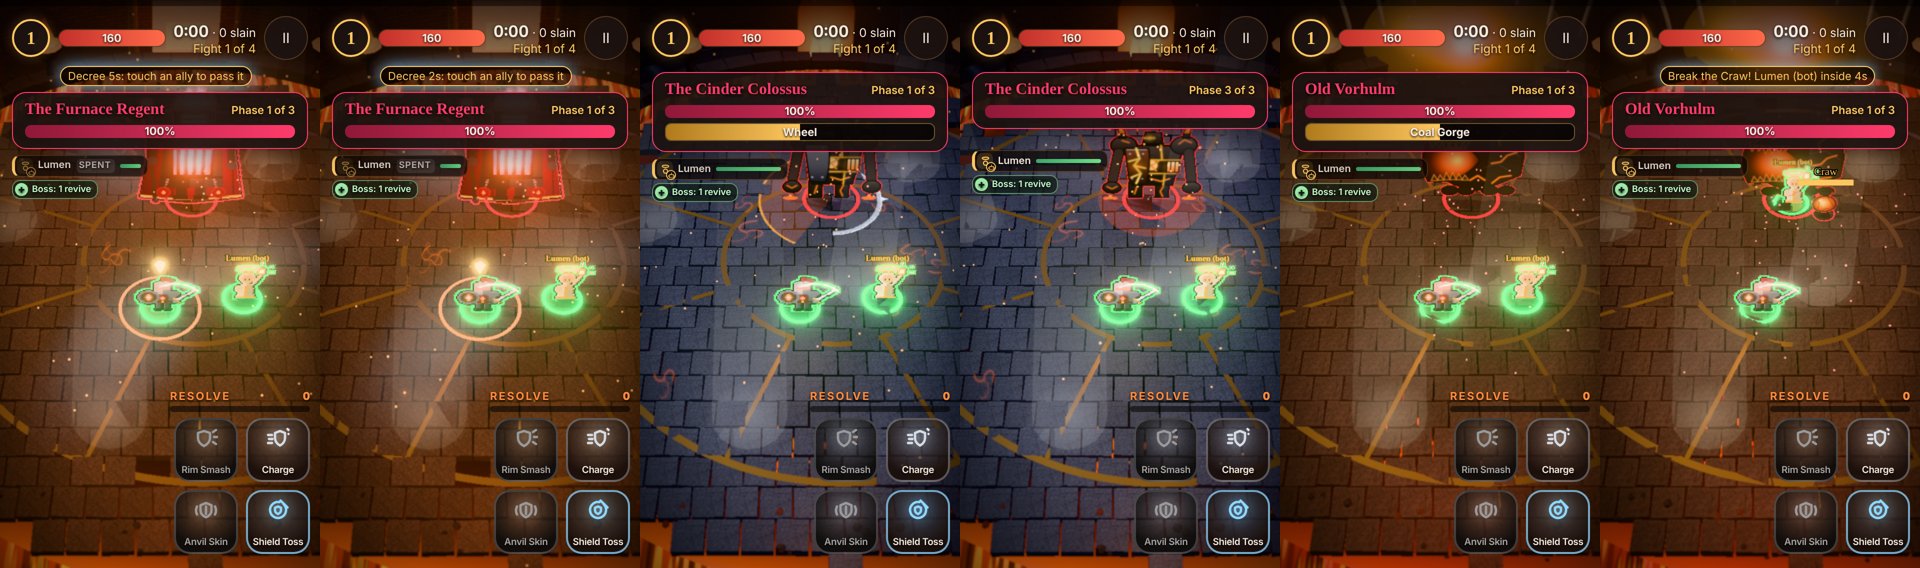 1
160
0:00 · 0 slain
Fight 1 of 4
Decree 5s: touch an ally to pass it
The Furnace Regent
Phase 1 of 3
100%
Lumen SPENT
Boss: 1 revive
Lumen (bot)
RESOLVE 0
Rim Smash
Charge
Anvil Skin
Shield Toss
1
160
0:00 · 0 slain
Fight 1 of 4
Decree 2s: touch an ally to pass it
The Furnace Regent
Phase 1 of 3
100%
Lumen SPENT
Boss: 1 revive
Lumen (bot)
RESOLVE 0
Rim Smash
Charge
Anvil Skin
Shield Toss
1
160
0:00 · 0 slain
Fight 1 of 4
The Cinder Colossus
Phase 1 of 3
100%
Wheel
Lumen
Boss: 1 revive
Lumen (bot)
RESOLVE 0
Rim Smash
Charge
Anvil Skin
Shield Toss
1
160
0:00 · 0 slain
Fight 1 of 4
The Cinder Colossus
Phase 3 of 3
100%
Lumen
Boss: 1 revive
Lumen (bot)
RESOLVE 0
Rim Smash
Charge
Anvil Skin
Shield Toss
1
160
0:00 · 0 slain
Fight 1 of 4
Old Vorhulm
Phase 1 of 3
100%
Coal Gorge
Lumen
Boss: 1 revive
Lumen (bot)
RESOLVE 0
Rim Smash
Charge
Anvil Skin
Shield Toss
1
160
0:00 · 0 slain
Fight 1 of 4
Break the Craw! Lumen (bot) inside 4s
Old Vorhulm
Phase 1 of 3
100%
Lumen
Boss: 1 revive
Lumen (bot)
Craw
RESOLVE 0
Rim Smash
Charge
Anvil Skin
Shield Toss